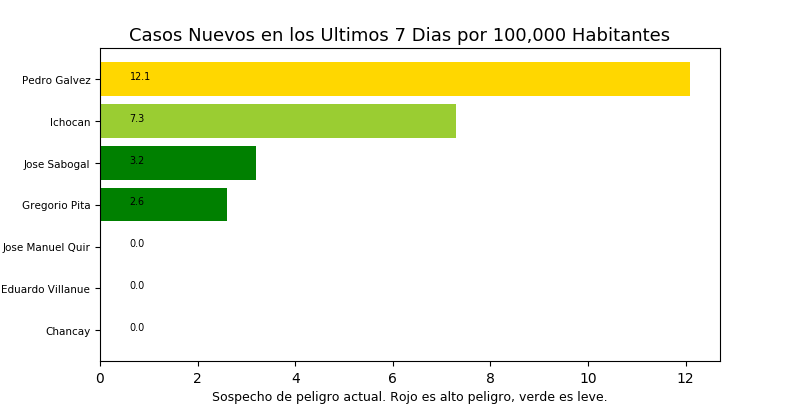 Casos Nuevos en los Ultimos 7 Dias por 100,000 Habitantes
Pedro Galvez 12.1
Ichocan 7.3
Jose Sabogal 3.2
Gregorio Pita 2.6
Jose Manuel Quir 0.0
Eduardo Villanue 0.0
Chancay 0.0
0 2 4 6 8 10 12
Sospecho de peligro actual. Rojo es alto peligro, verde es leve.